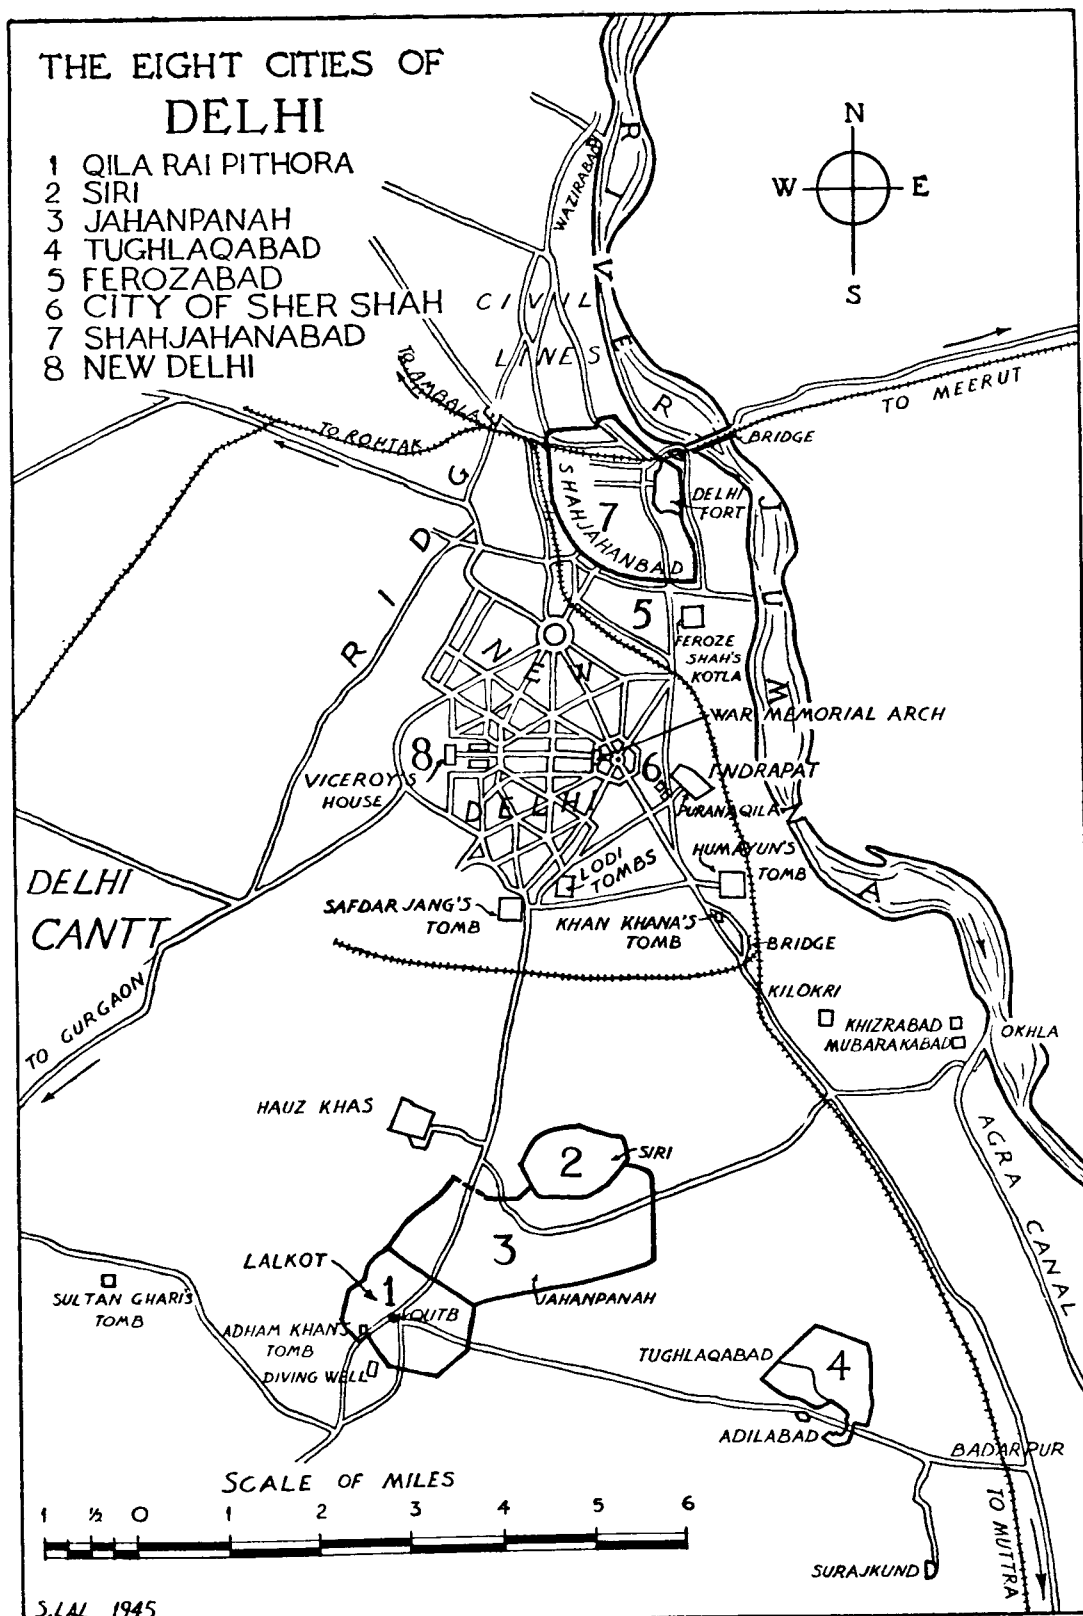 THE EIGHT CITIES OF
DELHI
1 QILA RAI PITHORA
2 SIRI
3 JAHANPANAH
4 TUGHLAQABAD
5 FEROZABAD
6 CITY OF SHER SHAH
7 SHAHJAHANABAD
8 NEW DELHI
N
W
E
S
RIVER JUMNA
WAZIRABAD
CIVIL
LINES
TO AMBALA
TO ROHTAK
TO MEERUT
BRIDGE
RIDG
SHAHJAHANBAD
7
DELHI
FORT
5
FEROZE
SHAH'S
KOTLA
NEW
WAR MEMORIAL ARCH
8
6
INDRAPAT
VICEROY'S
HOUSE
DELHI
PURANA QILA
HUMAYUN'S
TOMB
LODI
TOMBS
DELHI
CANTT
SAFDAR JANG'S
TOMB
KHAN KHANA'S
TOMB
BRIDGE
KILOKRI
KHIZRABAD
MUBARAKABAD
OKHLA
TO GURGAON
HAUZ KHAS
AGRA CANAL
2
SIRI
3
LALKOT
1
JAHANPANAH
QUTB
SULTAN GHARI'S
TOMB
ADHAM KHAN'S
TOMB
DIVING WELL
TUGHLAQABAD
4
ADILABAD
BADARPUR
TO MUTTRA
SURAJKUND
SCALE OF MILES
1 ½ 0 1 2 3 4 5 6
S.LAL 1945